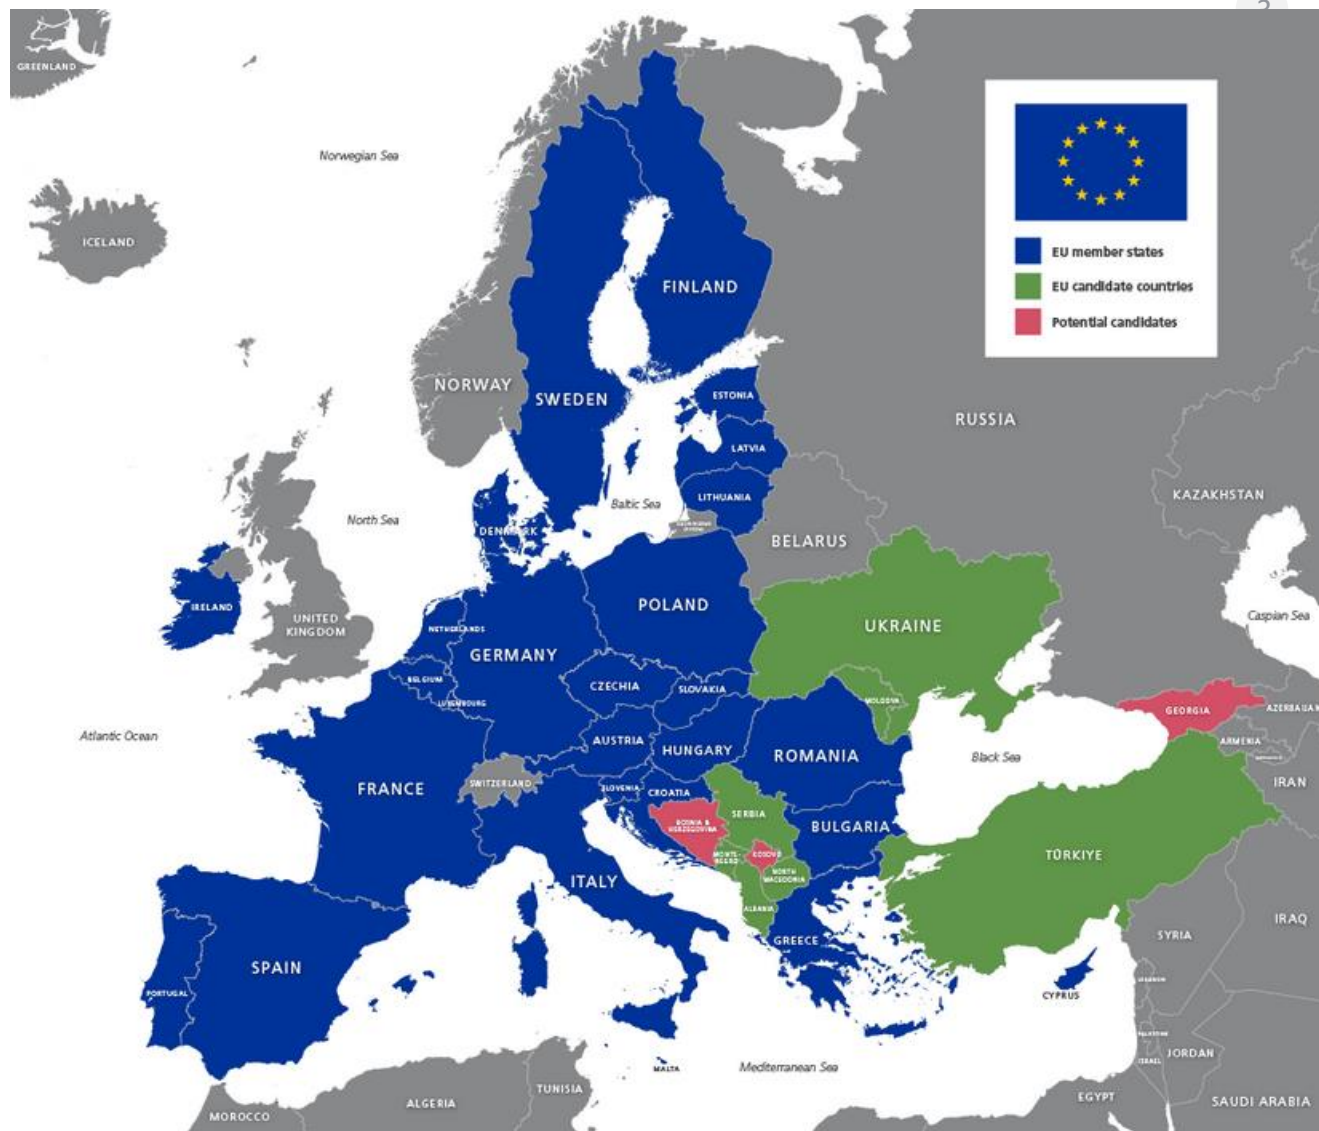 GREENLAND
Norwegian Sea
ICELAND
EU member states
EU candidate countries
Potential candidates
FINLAND
NORWAY
SWEDEN
ESTONIA
RUSSIA
LATVIA
KAZAKHSTAN
LITHUANIA
Baltic Sea
North Sea
DENMARK
BELARUS
IRELAND
POLAND
UNITED
KINGDOM
Caspian Sea
UKRAINE
NETHERLANDS
GERMANY
BELGIUM
CZECHIA
SLOVAKIA
LUXEMBOURG
MOLDOVA
GEORGIA
AZERBAIJAN
Atlantic Ocean
AUSTRIA
HUNGARY
ROMANIA
Black Sea
ARMENIA
FRANCE
SWITZERLAND
SLOVENIA
CROATIA
IRAN
SERBIA
BOSNIA &
HERZEGOVINA
BULGARIA
MONTE-
NEGRO
KOSOVO
TÜRKIYE
ITALY
NORTH
MACEDONIA
ALBANIA
IRAQ
GREECE
SYRIA
SPAIN
PORTUGAL
LEBANON
CYPRUS
PALESTINE
MALTA
Mediterranean Sea
ISRAEL
JORDAN
TUNISIA
ALGERIA
EGYPT
SAUDI ARABIA
MOROCCO